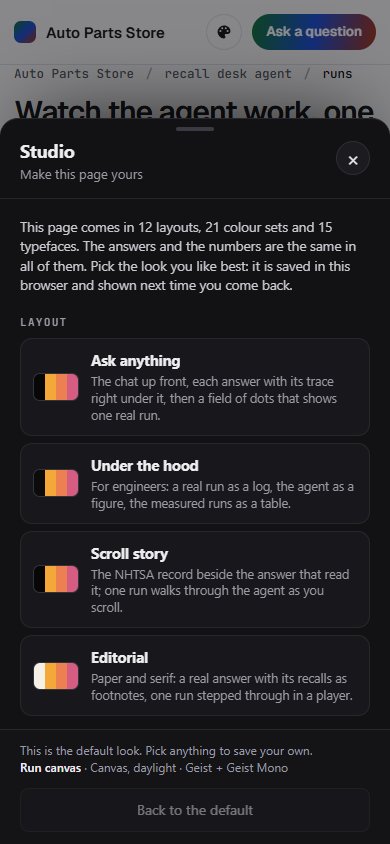 Auto Parts Store
Ask a question
Auto Parts Store / recall desk agent / runs
Watch the agent work, one
Studio
Make this page yours
This page comes in 12 layouts, 21 colour sets and 15
typefaces. The answers and the numbers are the same in
all of them. Pick the look you like best: it is saved in this
browser and shown next time you come back.
LAYOUT
Ask anything
The chat up front, each answer with its trace
right under it, then a field of dots that shows
one real run.
Under the hood
For engineers: a real run as a log, the agent as a
figure, the measured runs as a table.
Scroll story
The NHTSA record beside the answer that read
it; one run walks through the agent as you
scroll.
Editorial
Paper and serif: a real answer with its recalls as
footnotes, one run stepped through in a player.
This is the default look. Pick anything to save your own.
Run canvas · Canvas, daylight · Geist + Geist Mono
Back to the default